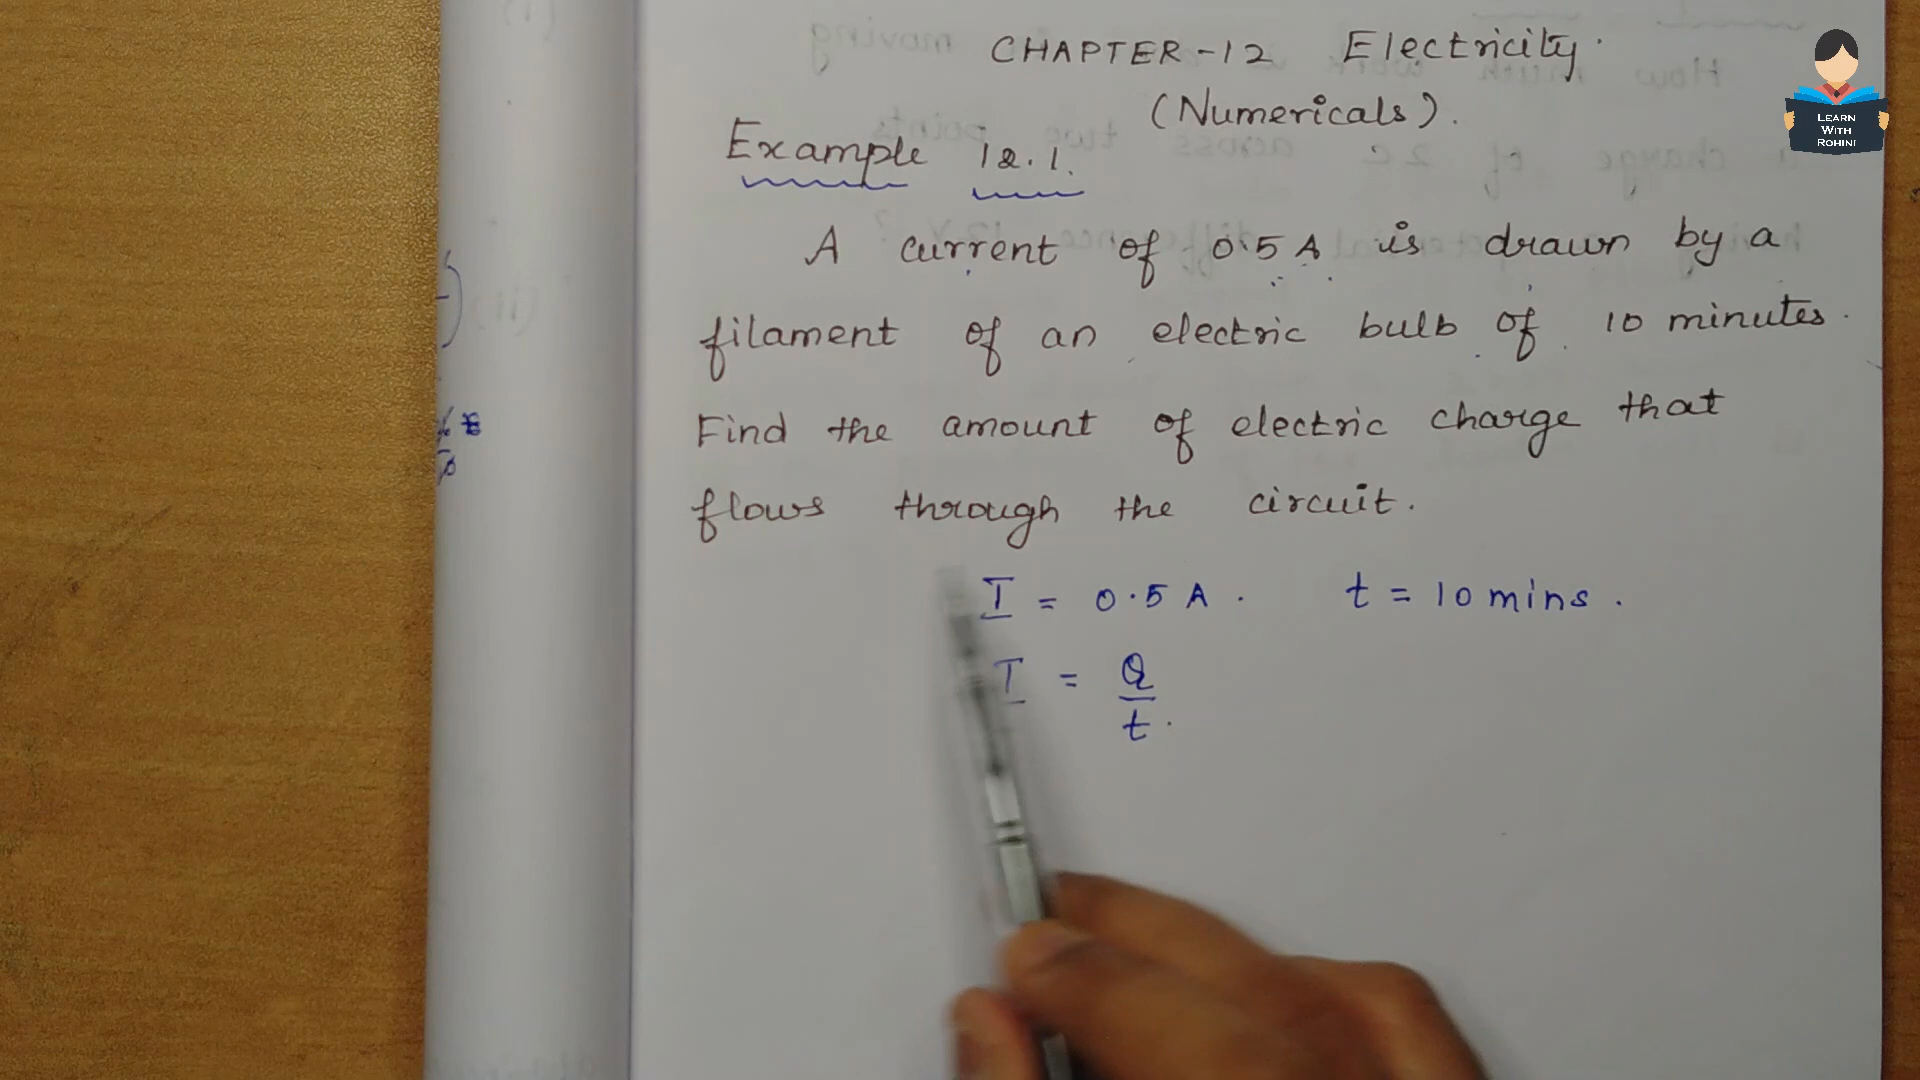 CHAPTER-12 Electricity.
(Numericals).
LEARN
WITH
ROHINI
Example 12.1.
A current of 0.5 A is drawn by a
filament of an electric bulb of 10 minutes.
Find the amount of electric charge that
flows through the circuit.
I = 0.5 A. t = 10 mins.
I = Q
t.